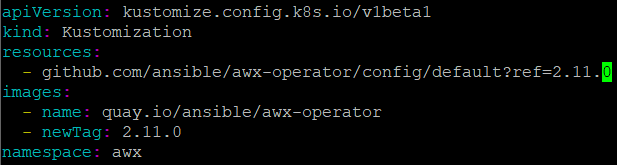 apiVersion: kustomize.config.k8s.io/v1beta1
kind: Kustomization
resources:
  - github.com/ansible/awx-operator/config/default?ref=2.11.0
images:
  - name: quay.io/ansible/awx-operator
  - newTag: 2.11.0
namespace: awx